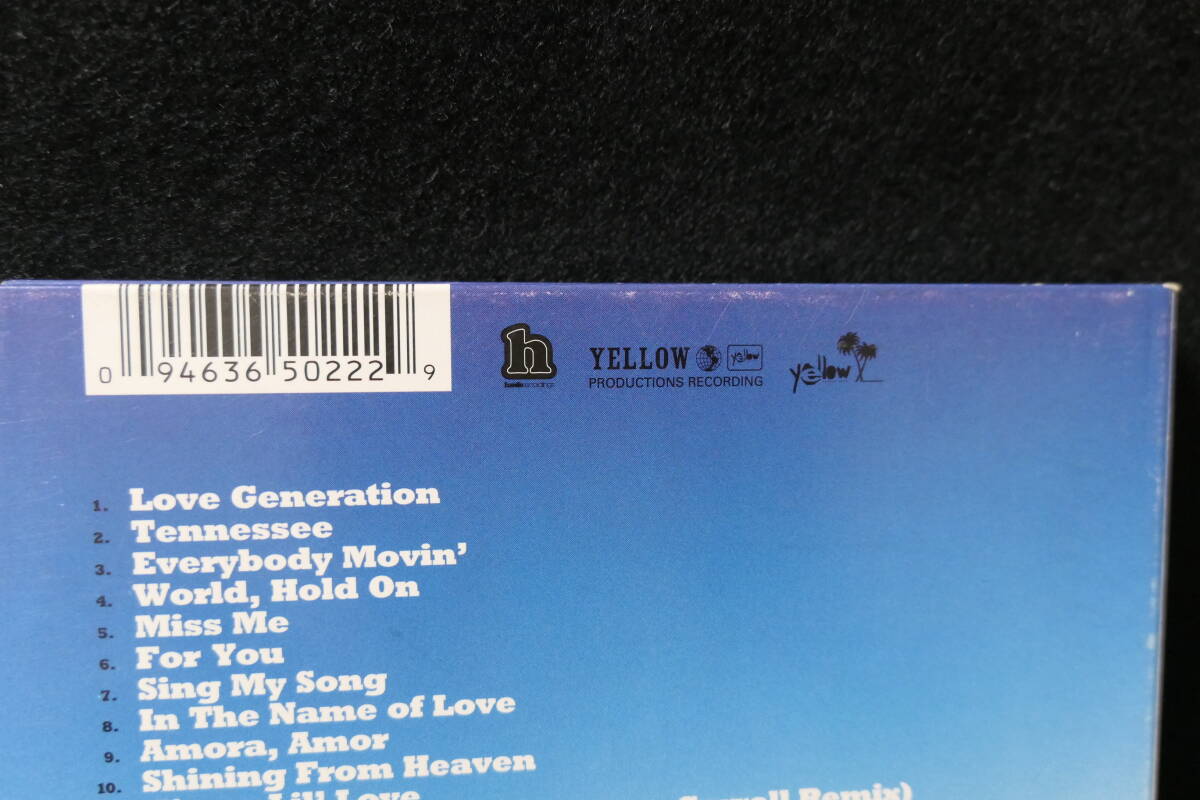 0 94636 50222 9
h
YELLOW yellow
PRODUCTIONS RECORDING
yellow
1. Love Generation
2. Tennessee
3. Everybody Movin'
4. World, Hold On
5. Miss Me
6. For You
7. Sing My Song
8. In The Name of Love
9. Amora, Amor
10. Shining From Heaven
Love Remix)